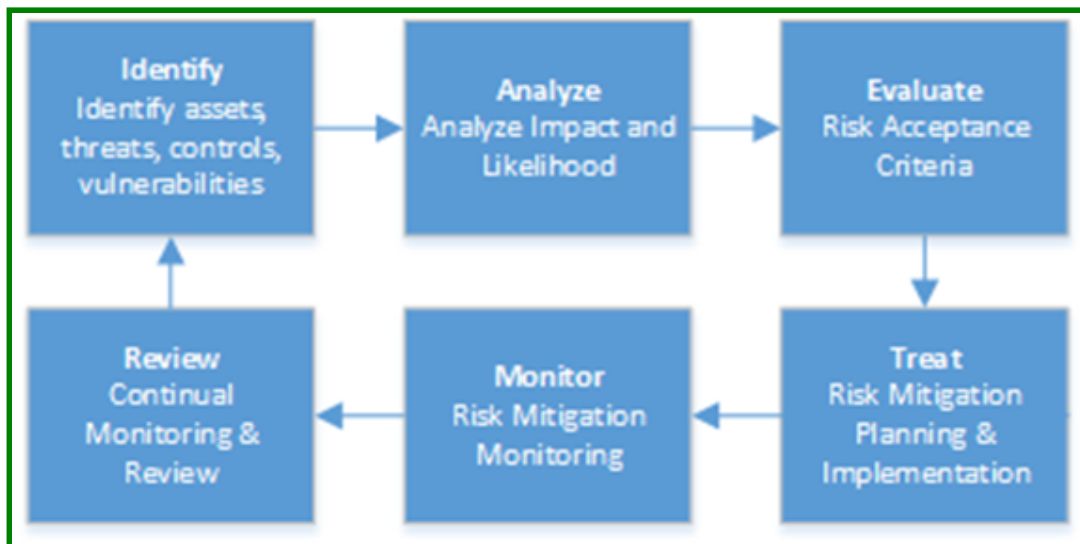 Identify
Identify assets,
threats, controls,
vulnerabilities
Analyze
Analyze Impact and
Likelihood
Evaluate
Risk Acceptance
Criteria
Review
Continual
Monitoring &
Review
Monitor
Risk Mitigation
Monitoring
Treat
Risk Mitigation
Planning &
Implementation